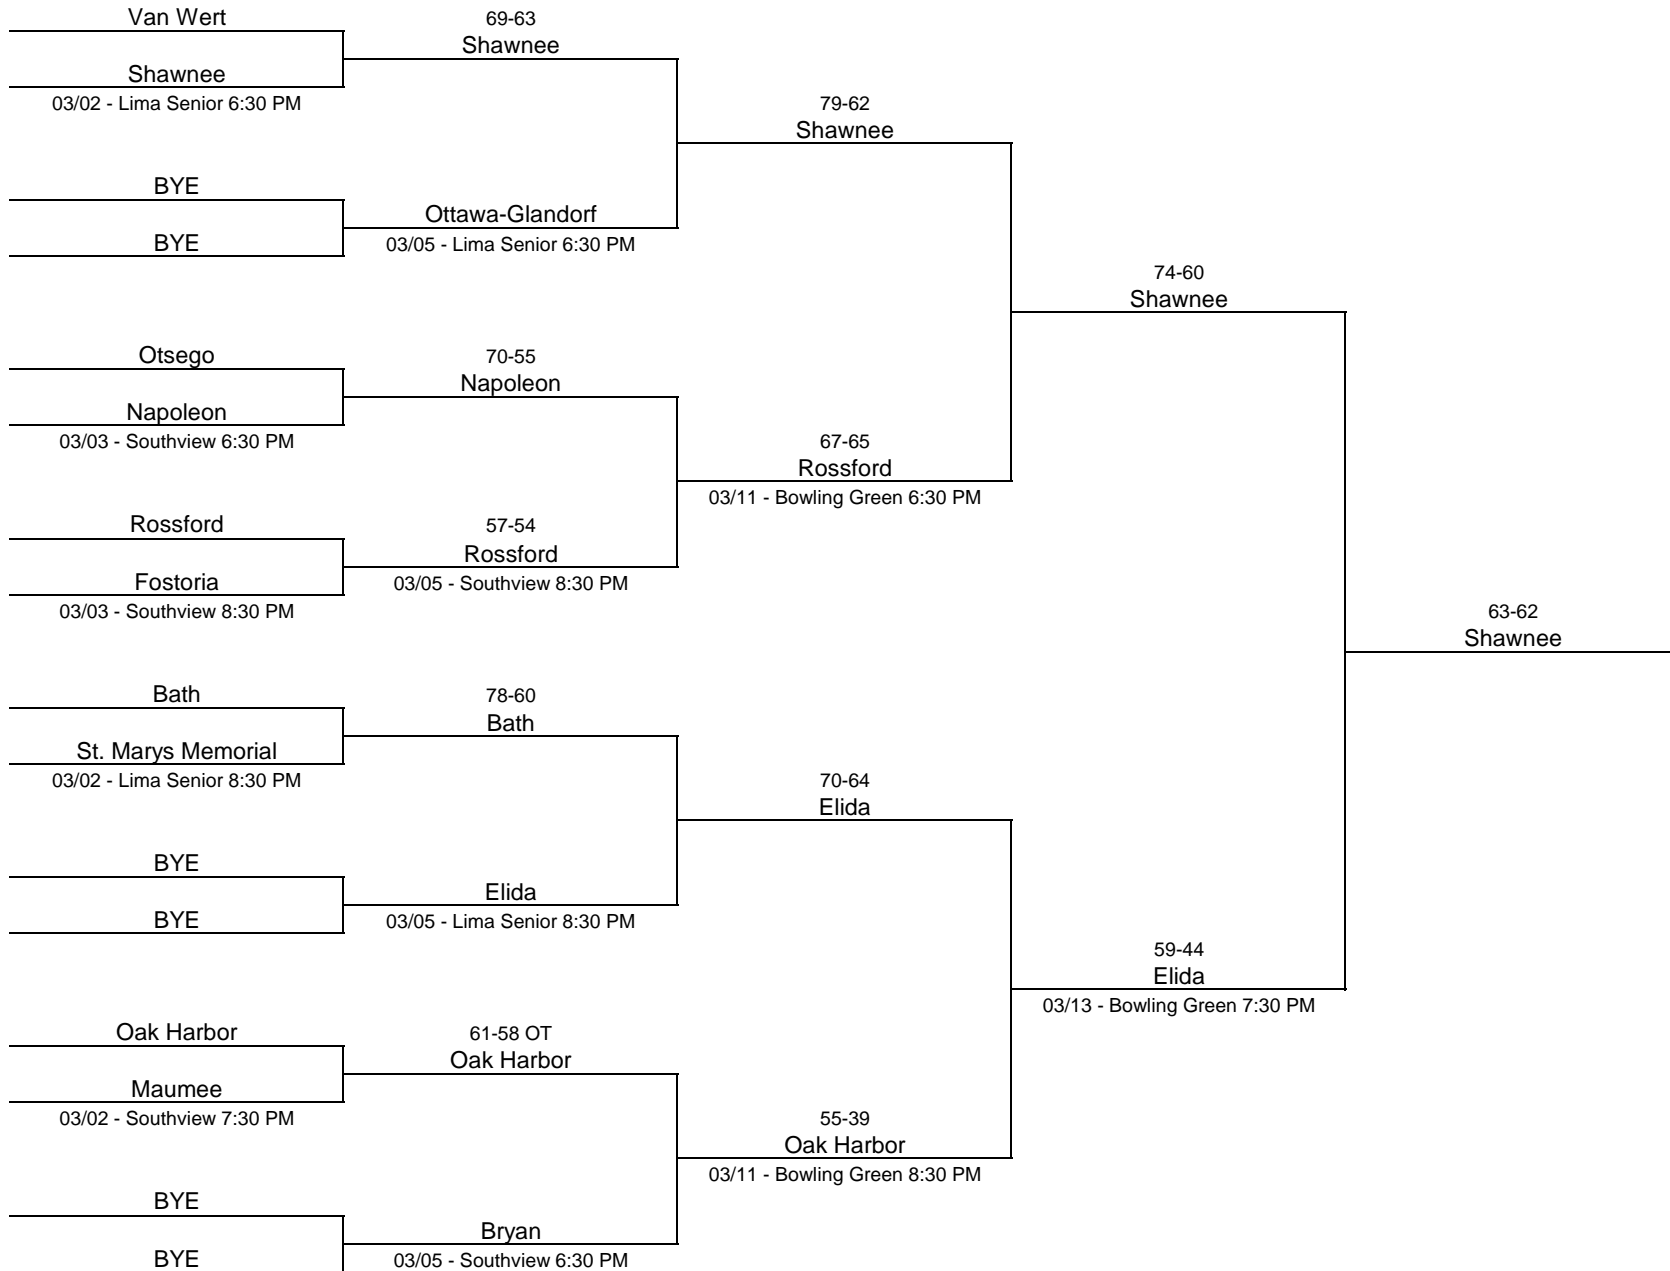 Van Wert
Shawnee
03/02 - Lima Senior 6:30 PM
BYE
BYE
Otsego
Napoleon
03/03 - Southview 6:30 PM
Rossford
Fostoria
03/03 - Southview 8:30 PM
Bath
St. Marys Memorial
03/02 - Lima Senior 8:30 PM
BYE
BYE
Oak Harbor
Maumee
03/02 - Southview 7:30 PM
BYE
BYE
69-63
Shawnee
Ottawa-Glandorf
03/05 - Lima Senior 6:30 PM
70-55
Napoleon
57-54
Rossford
03/05 - Southview 8:30 PM
78-60
Bath
Elida
03/05 - Lima Senior 8:30 PM
61-58 OT
Oak Harbor
Bryan
03/05 - Southview 6:30 PM
79-62
Shawnee
67-65
Rossford
03/11 - Bowling Green 6:30 PM
70-64
Elida
55-39
Oak Harbor
03/11 - Bowling Green 8:30 PM
74-60
Shawnee
59-44
Elida
03/13 - Bowling Green 7:30 PM
63-62
Shawnee